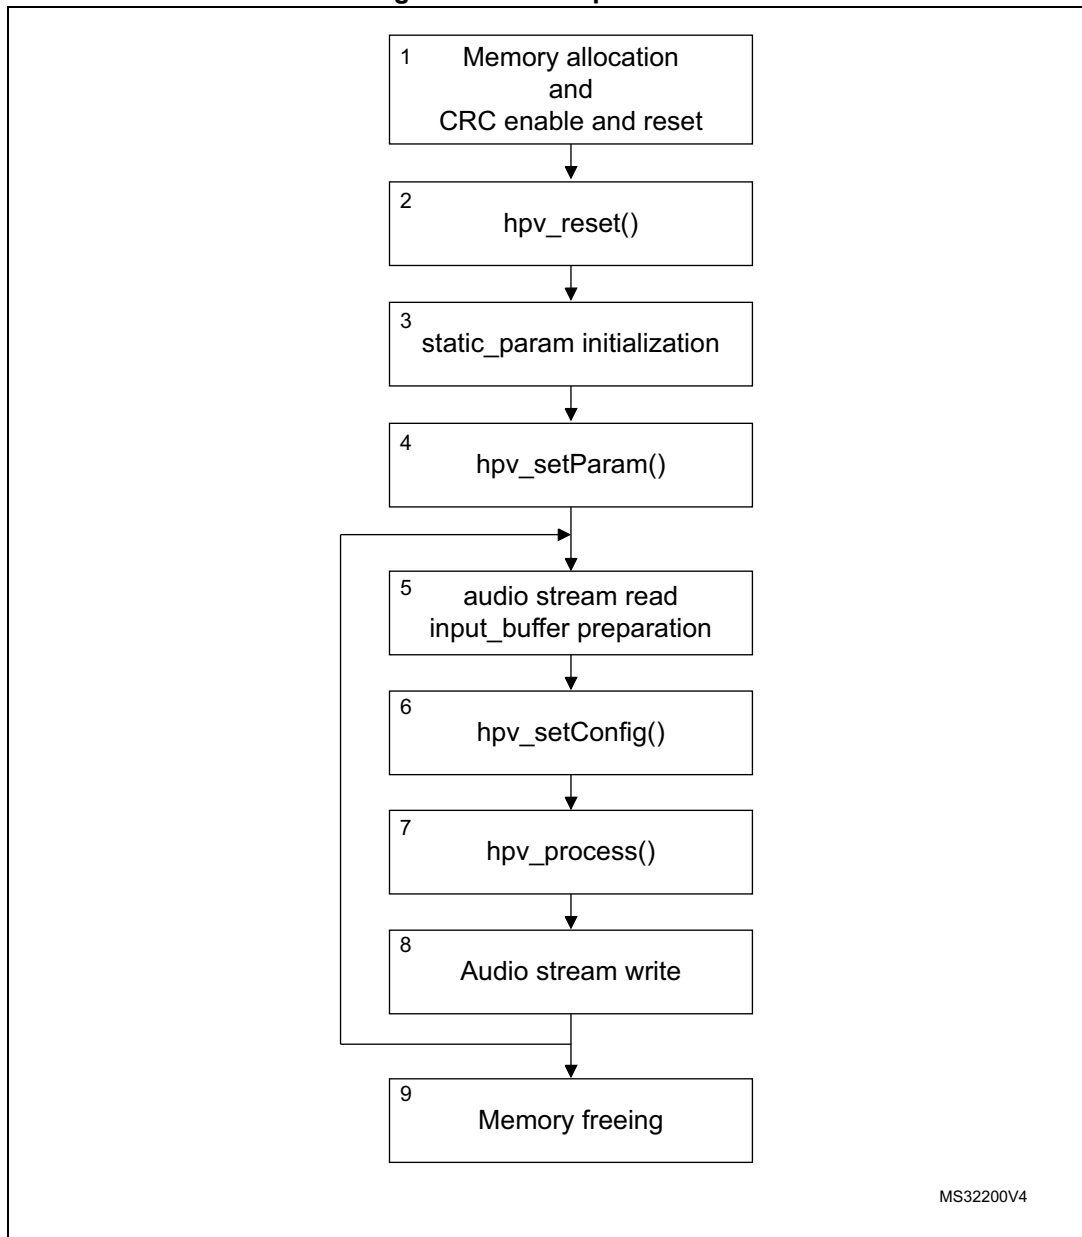 1
Memory allocation
and
CRC enable and reset
2
hpv_reset()
3
static_param initialization
4
hpv_setParam()
5
audio stream read
input_buffer preparation
6
hpv_setConfig()
7
hpv_process()
8
Audio stream write
9
Memory freeing
MS32200V4